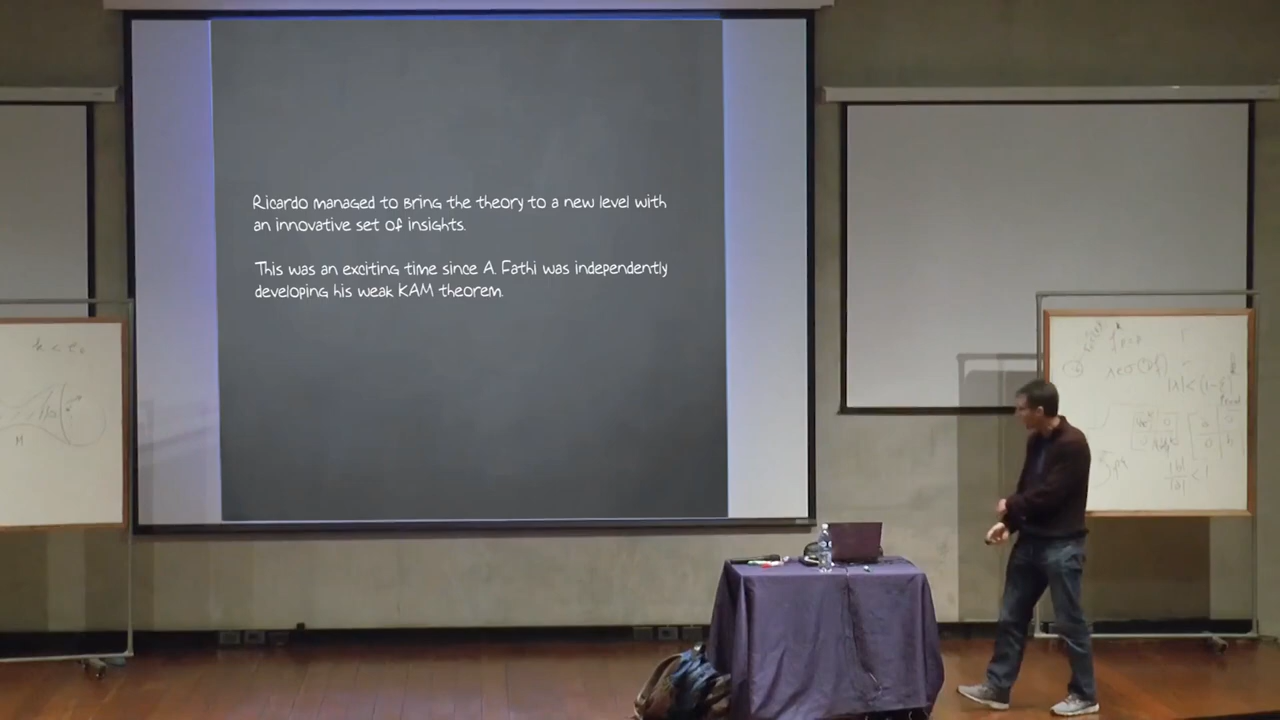 Ricardo managed to bring the theory to a new level with
an innovative set of insights.
This was an exciting time since A. Fathi was independently
developing his weak KAM theorem.
k < e₀
M